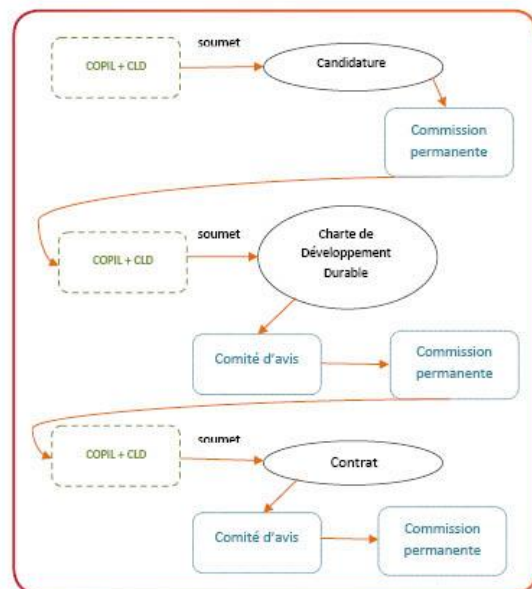 soumet
COPIL + CLD
Candidature
Commission
permanente
soumet
COPIL + CLD
Charte de
Développement
Durable
Comité d'avis
Commission
permanente
soumet
COPIL + CLD
Contrat
Comité d'avis
Commission
permanente